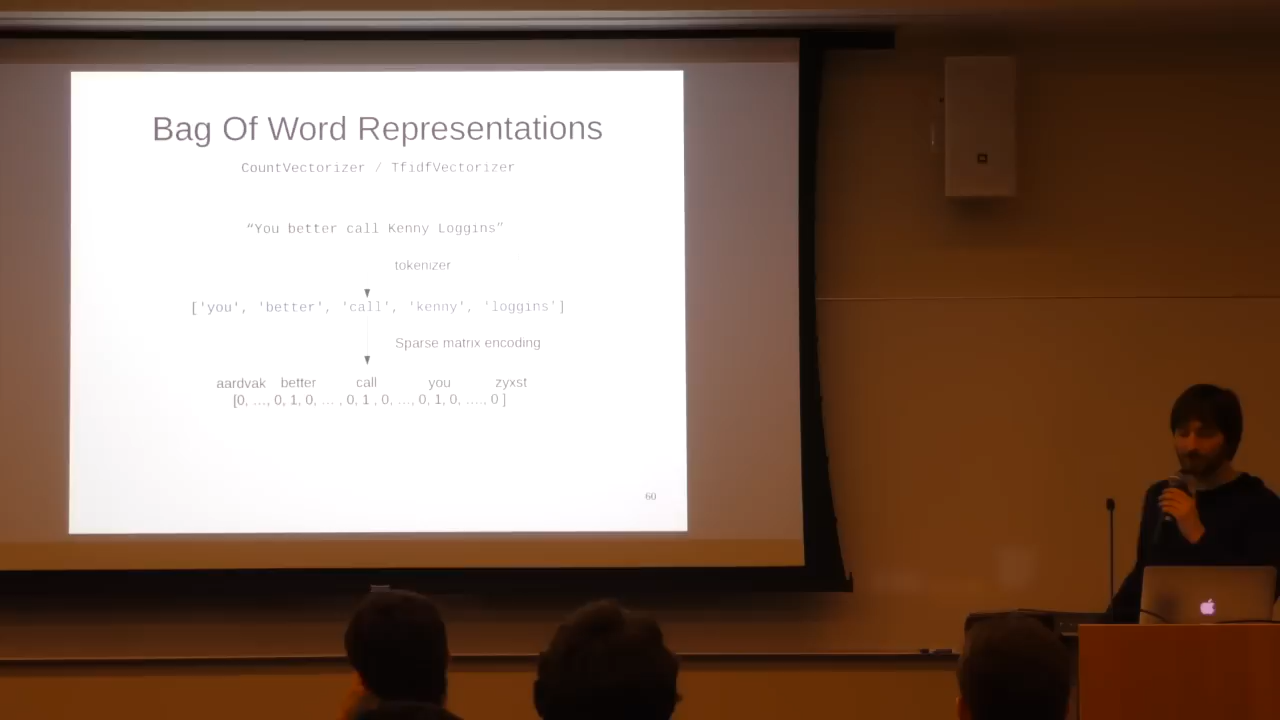 Bag Of Word Representations
CountVectorizer / TfidfVectorizer
“You better call Kenny Loggins”
tokenizer
['you', 'better', 'call', 'kenny', 'loggins']
Sparse matrix encoding
aardvak better call you zyxst
[0, …, 0, 1, 0, … , 0, 1 , 0, …, 0, 1, 0, …., 0 ]
60